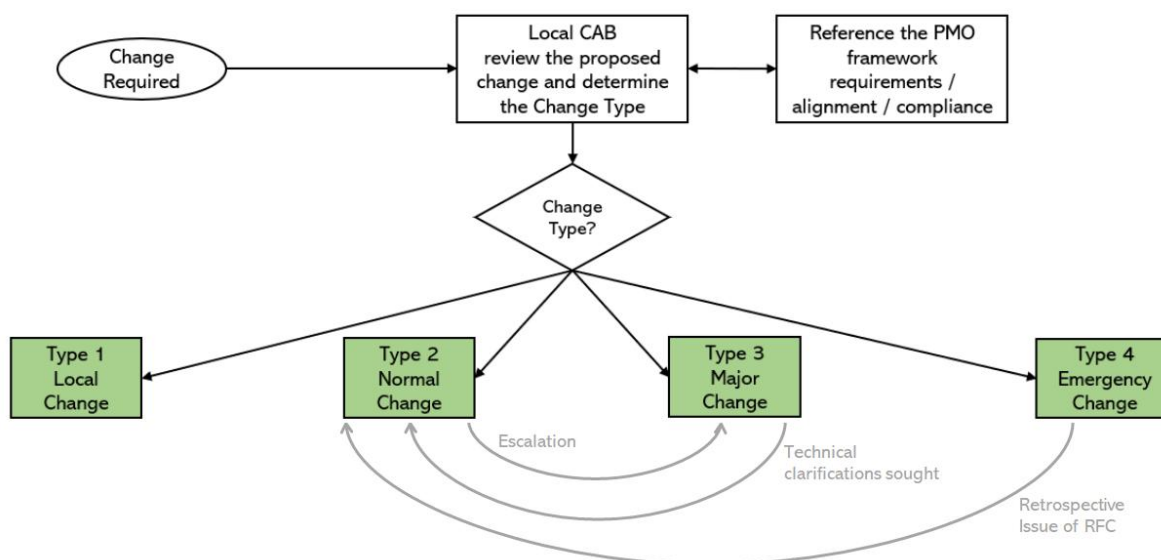 Change
Required
Local CAB
review the proposed
change and determine
the Change Type
Reference the PMO
framework
requirements /
alignment / compliance
Change
Type?
Type 1
Local
Change
Type 2
Normal
Change
Type 3
Major
Change
Type 4
Emergency
Change
Escalation
Technical
clarifications sought
Retrospective
Issue of RFC